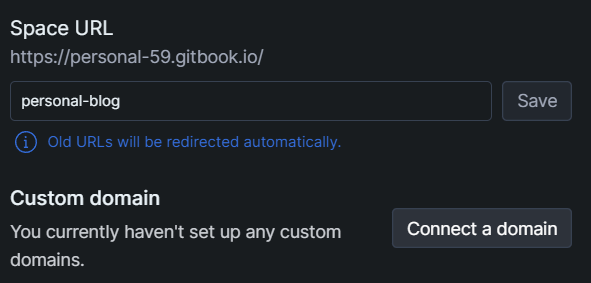 Space URL
https://personal-59.gitbook.io/
personal-blog
Save
Old URLs will be redirected automatically.
Custom domain
You currently haven't set up any custom
domains.
Connect a domain